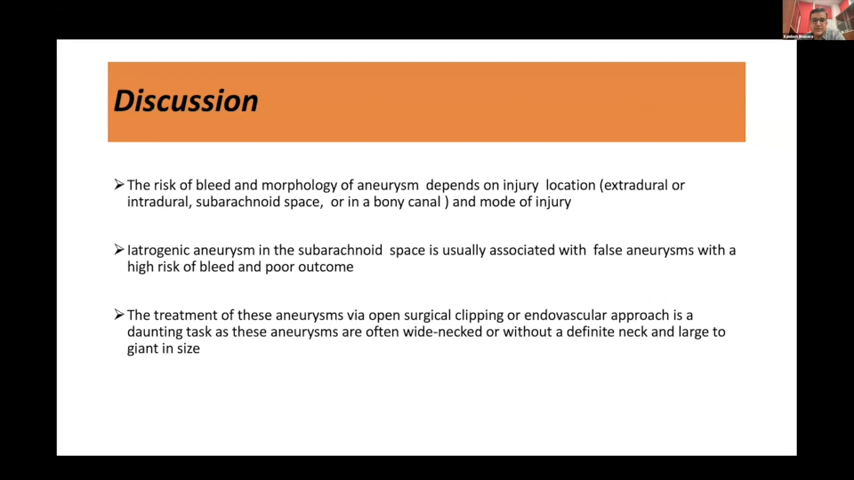 Discussion
➢The risk of bleed and morphology of aneurysm depends on injury location (extradural or
intradural, subarachnoid space, or in a bony canal ) and mode of injury
➢Iatrogenic aneurysm in the subarachnoid space is usually associated with false aneurysms with a
high risk of bleed and poor outcome
➢The treatment of these aneurysms via open surgical clipping or endovascular approach is a
daunting task as these aneurysms are often wide-necked or without a definite neck and large to
giant in size